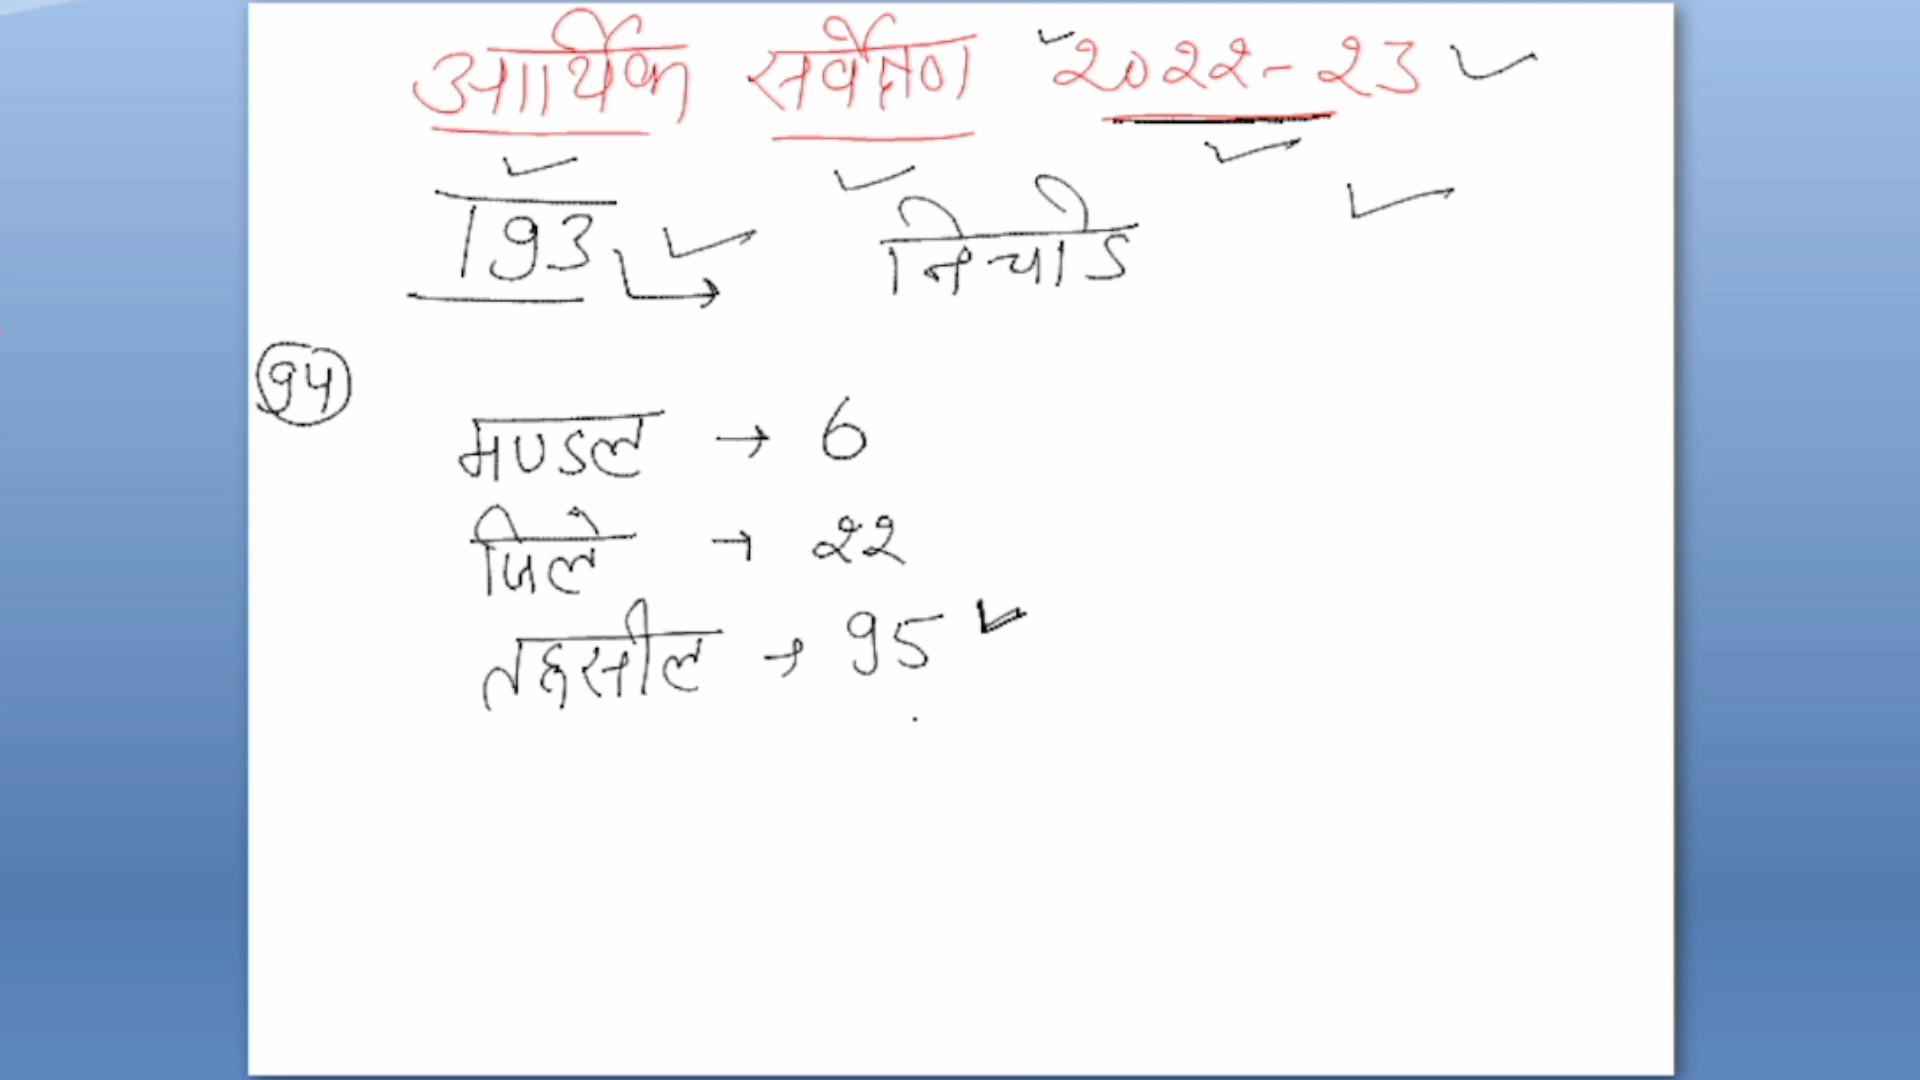 आर्थिक सर्वेक्षण 2022-23
193 निचोड
94
मण्डल → 6
जिले → 22
तहसील → 95